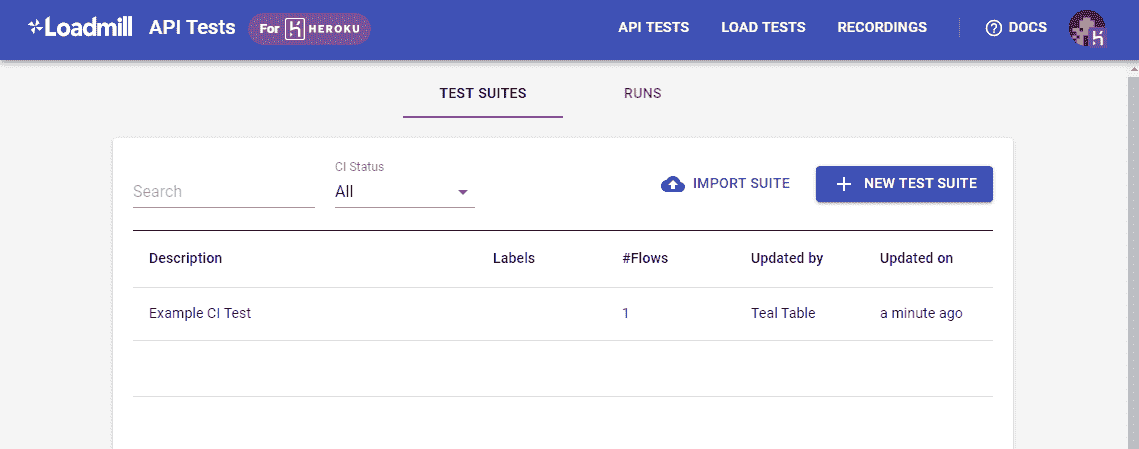 Loadmill API Tests For HEROKU API TESTS LOAD TESTS RECORDINGS DOCS
TEST SUITES RUNS
CI Status
Search All IMPORT SUITE NEW TEST SUITE
Description Labels #Flows Updated by Updated on
Example CI Test 1 Teal Table a minute ago